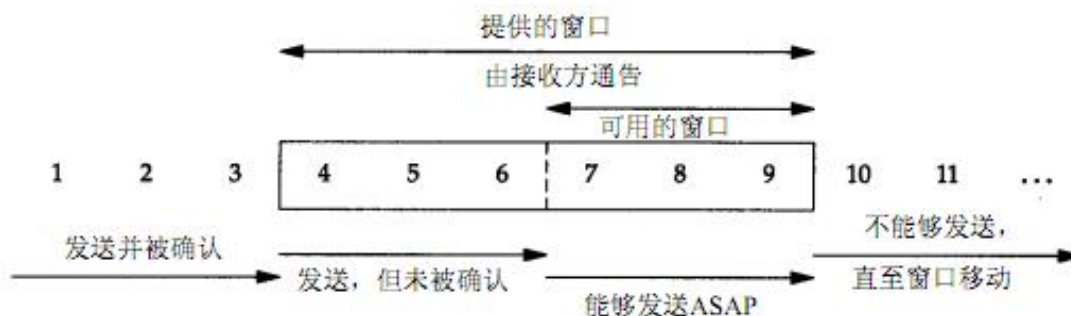 提供的窗口
由接收方通告
可用的窗口
1 2 3 4 5 6 7 8 9 10 11 ...
发送并被确认
发送，但未被确认
能够发送ASAP
不能够发送，
直至窗口移动